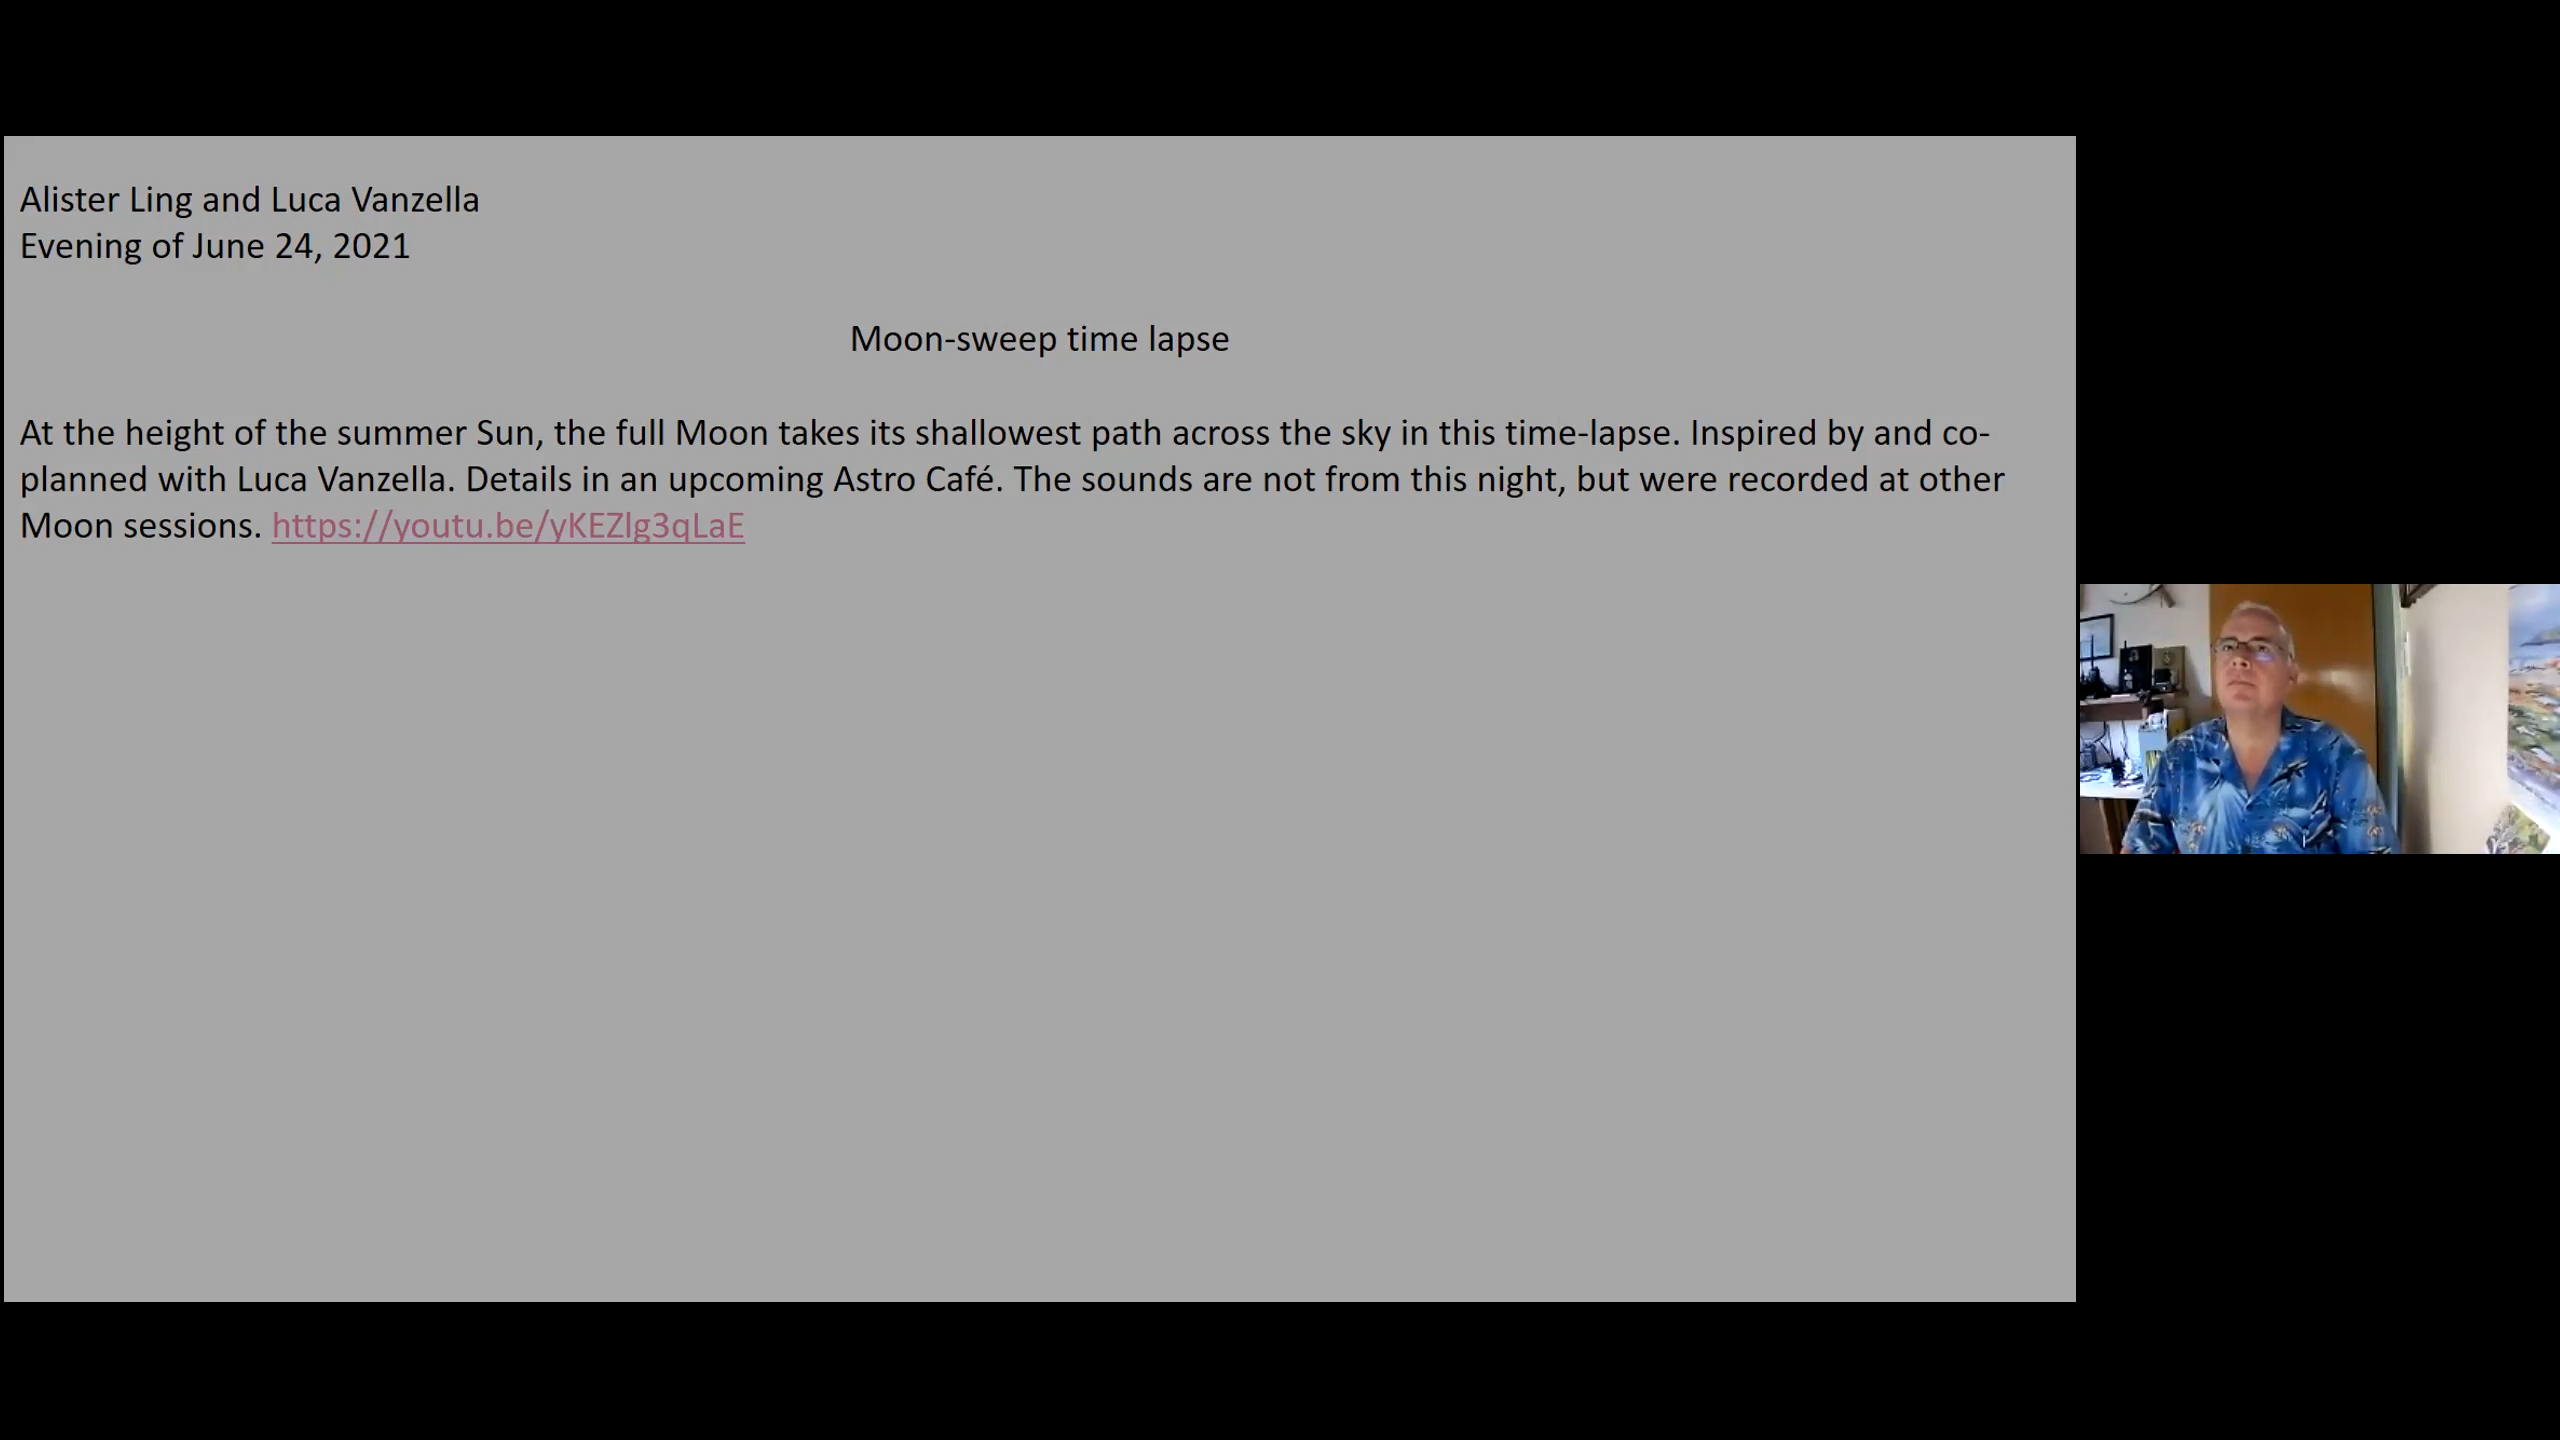 Alister Ling and Luca Vanzella
Evening of June 24, 2021
Moon-sweep time lapse
At the height of the summer Sun, the full Moon takes its shallowest path across the sky in this time-lapse. Inspired by and co-
planned with Luca Vanzella. Details in an upcoming Astro Café. The sounds are not from this night, but were recorded at other
Moon sessions. https://youtu.be/yKEZlg3qLaE